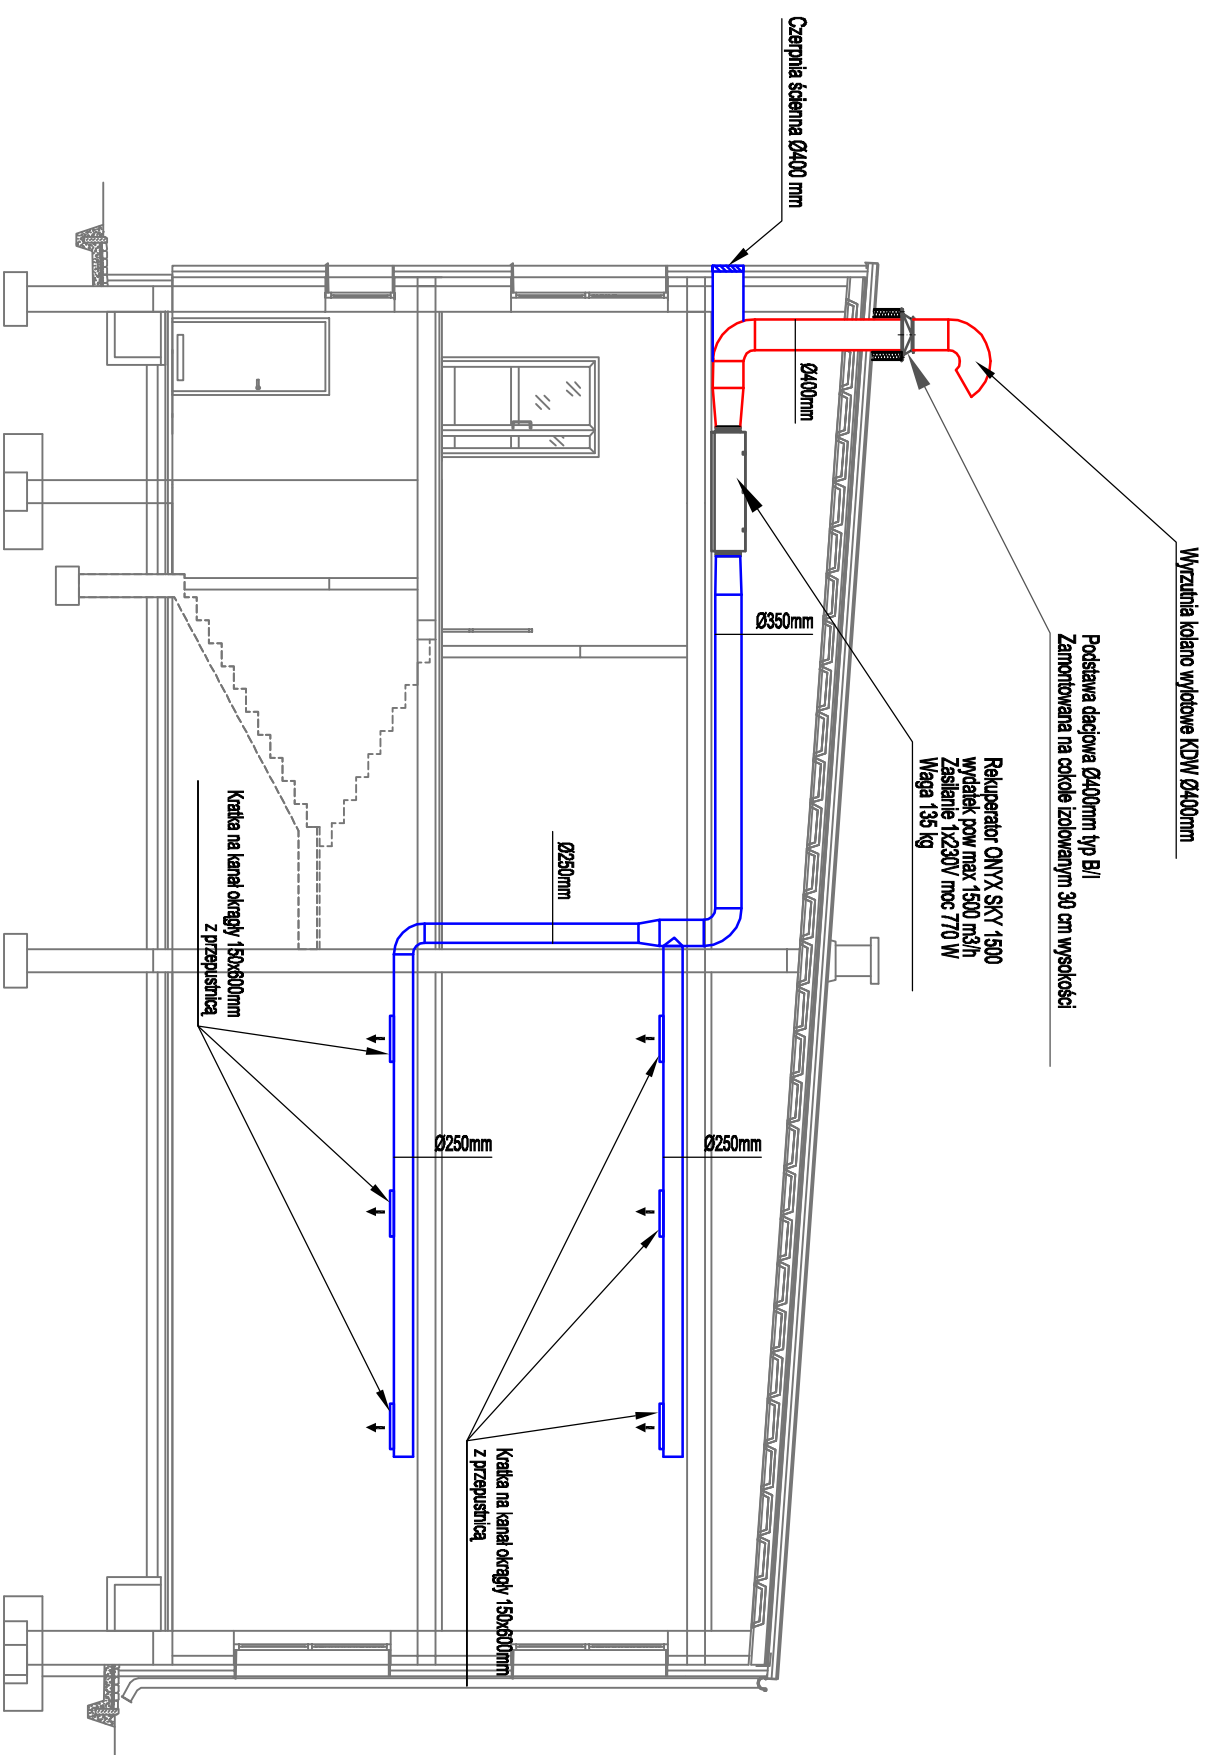 Wyrzutnia kolano wylotowe KDW Ø400mm
Podstawa dacjowa Ø400mm typ B/I
Zamontowana na cokole izolowanym 30 cm wysokości
Rekuperator ONYX SKY 1500
wydatek pow max 1500 m3/h
Zasilanie 1x230V moc 770 W
Waga 135 kg
Czerpnia ścienna Ø400 mm
Ø400mm
Ø350mm
Ø250mm
Ø250mm
Ø250mm
Kratka na kanał okrągły 150x600mm
z przepustnicą
Kratka na kanał okrągły 150x600mm
z przepustnicą